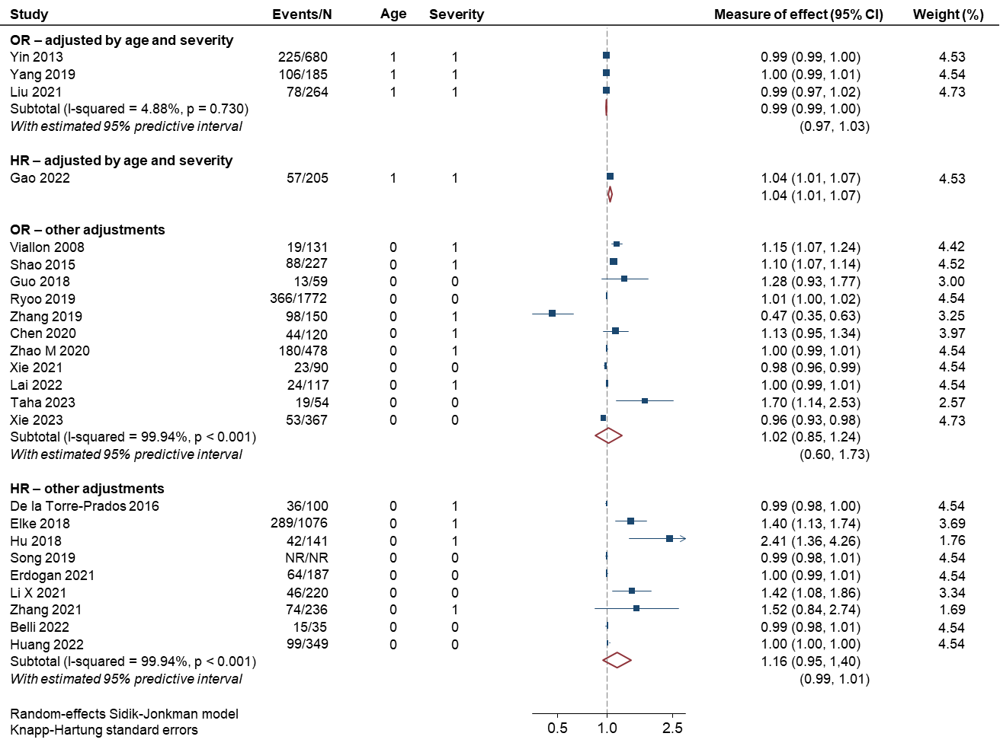 Study Events/N Age Severity Measure of effect (95% CI) Weight (%)
OR – adjusted by age and severity
Yin 2013 225/680 1 1 0.99 (0.99, 1.00) 4.53
Yang 2019 106/185 1 1 1.00 (0.99, 1.01) 4.54
Liu 2021 78/264 1 1 0.99 (0.97, 1.02) 4.73
Subtotal (I-squared = 4.88%, p = 0.730) 0.99 (0.99, 1.00)
With estimated 95% predictive interval (0.97, 1.03)
HR – adjusted by age and severity
Gao 2022 57/205 1 1 1.04 (1.01, 1.07) 4.53
1.04 (1.01, 1.07)
OR – other adjustments
Viallon 2008 19/131 0 1 1.15 (1.07, 1.24) 4.42
Shao 2015 88/227 0 1 1.10 (1.07, 1.14) 4.52
Guo 2018 13/59 0 0 1.28 (0.93, 1.77) 3.00
Ryoo 2019 366/1772 0 0 1.01 (1.00, 1.02) 4.54
Zhang 2019 98/150 0 1 0.47 (0.35, 0.63) 3.25
Chen 2020 44/120 0 1 1.13 (0.95, 1.34) 3.97
Zhao M 2020 180/478 0 1 1.00 (0.99, 1.01) 4.54
Xie 2021 23/90 0 0 0.98 (0.96, 0.99) 4.54
Lai 2022 24/117 0 1 1.00 (0.99, 1.01) 4.54
Taha 2023 19/54 0 0 1.70 (1.14, 2.53) 2.57
Xie 2023 53/367 0 0 0.96 (0.93, 0.98) 4.73
Subtotal (I-squared = 99.94%, p < 0.001) 1.02 (0.85, 1.24)
With estimated 95% predictive interval (0.60, 1.73)
HR – other adjustments
De la Torre-Prados 2016 36/100 0 1 0.99 (0.98, 1.00) 4.54
Elke 2018 289/1076 0 1 1.40 (1.13, 1.74) 3.69
Hu 2018 42/141 0 1 2.41 (1.36, 4.26) 1.76
Song 2019 NR/NR 0 0 0.99 (0.98, 1.01) 4.54
Erdogan 2021 64/187 0 0 1.00 (0.99, 1.01) 4.54
Li X 2021 46/220 0 0 1.42 (1.08, 1.86) 3.34
Zhang 2021 74/236 0 1 1.52 (0.84, 2.74) 1.69
Belli 2022 15/35 0 0 0.99 (0.98, 1.01) 4.54
Huang 2022 99/349 0 0 1.00 (1.00, 1.00) 4.54
Subtotal (I-squared = 99.94%, p < 0.001) 1.16 (0.95, 1,40)
With estimated 95% predictive interval (0.99, 1.01)
Random-effects Sidik-Jonkman model
Knapp-Hartung standard errors
0.5 1.0 2.5